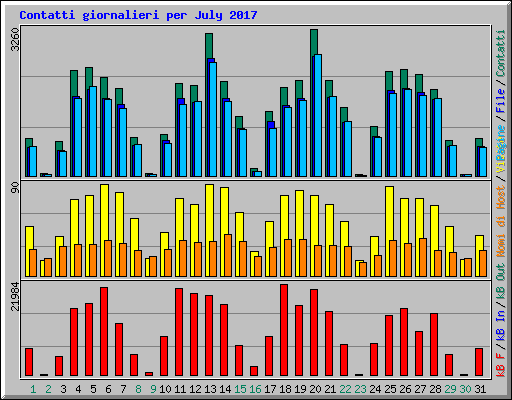 Contatti giornalieri per July 2017
3260
90
21984
kB F / kB In / kB Out Nomi di Host / Pagine / File / Contatti
1 2 3 4 5 6 7 8 9 10 11 12 13 14 15 16 17 18 19 20 21 22 23 24 25 26 27 28 29 30 31